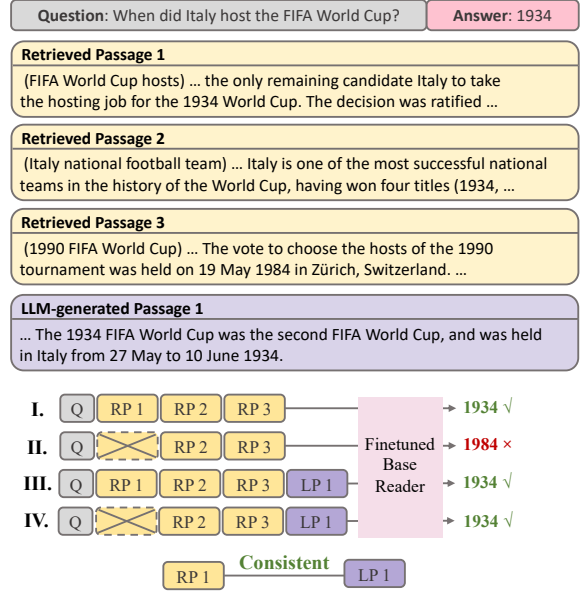 Question: When did Italy host the FIFA World Cup? Answer: 1934
Retrieved Passage 1
(FIFA World Cup hosts) … the only remaining candidate Italy to take
the hosting job for the 1934 World Cup. The decision was ratified …
Retrieved Passage 2
(Italy national football team) … Italy is one of the most successful national
teams in the history of the World Cup, having won four titles (1934, …
Retrieved Passage 3
(1990 FIFA World Cup) … The vote to choose the hosts of the 1990
tournament was held on 19 May 1984 in Zürich, Switzerland. …
LLM-generated Passage 1
… The 1934 FIFA World Cup was the second FIFA World Cup, and was held
in Italy from 27 May to 10 June 1934.
I. Q RP 1 RP 2 RP 3 1934 √
II. Q RP 2 RP 3 1984 ×
Finetuned
Base
Reader
III. Q RP 1 RP 2 RP 3 LP 1 1934 √
IV. Q RP 2 RP 3 LP 1 1934 √
RP 1 Consistent LP 1